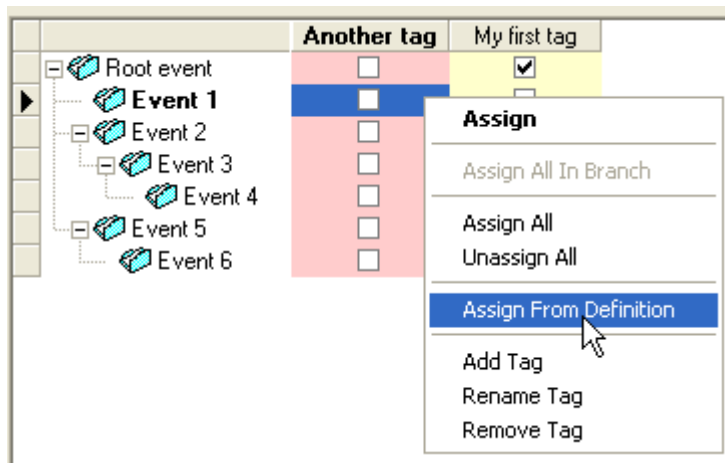 Another tag My first tag
Root event
Event 1
Event 2
Event 3
Event 4
Event 5
Event 6
Assign
Assign All In Branch
Assign All
Unassign All
Assign From Definition
Add Tag
Rename Tag
Remove Tag